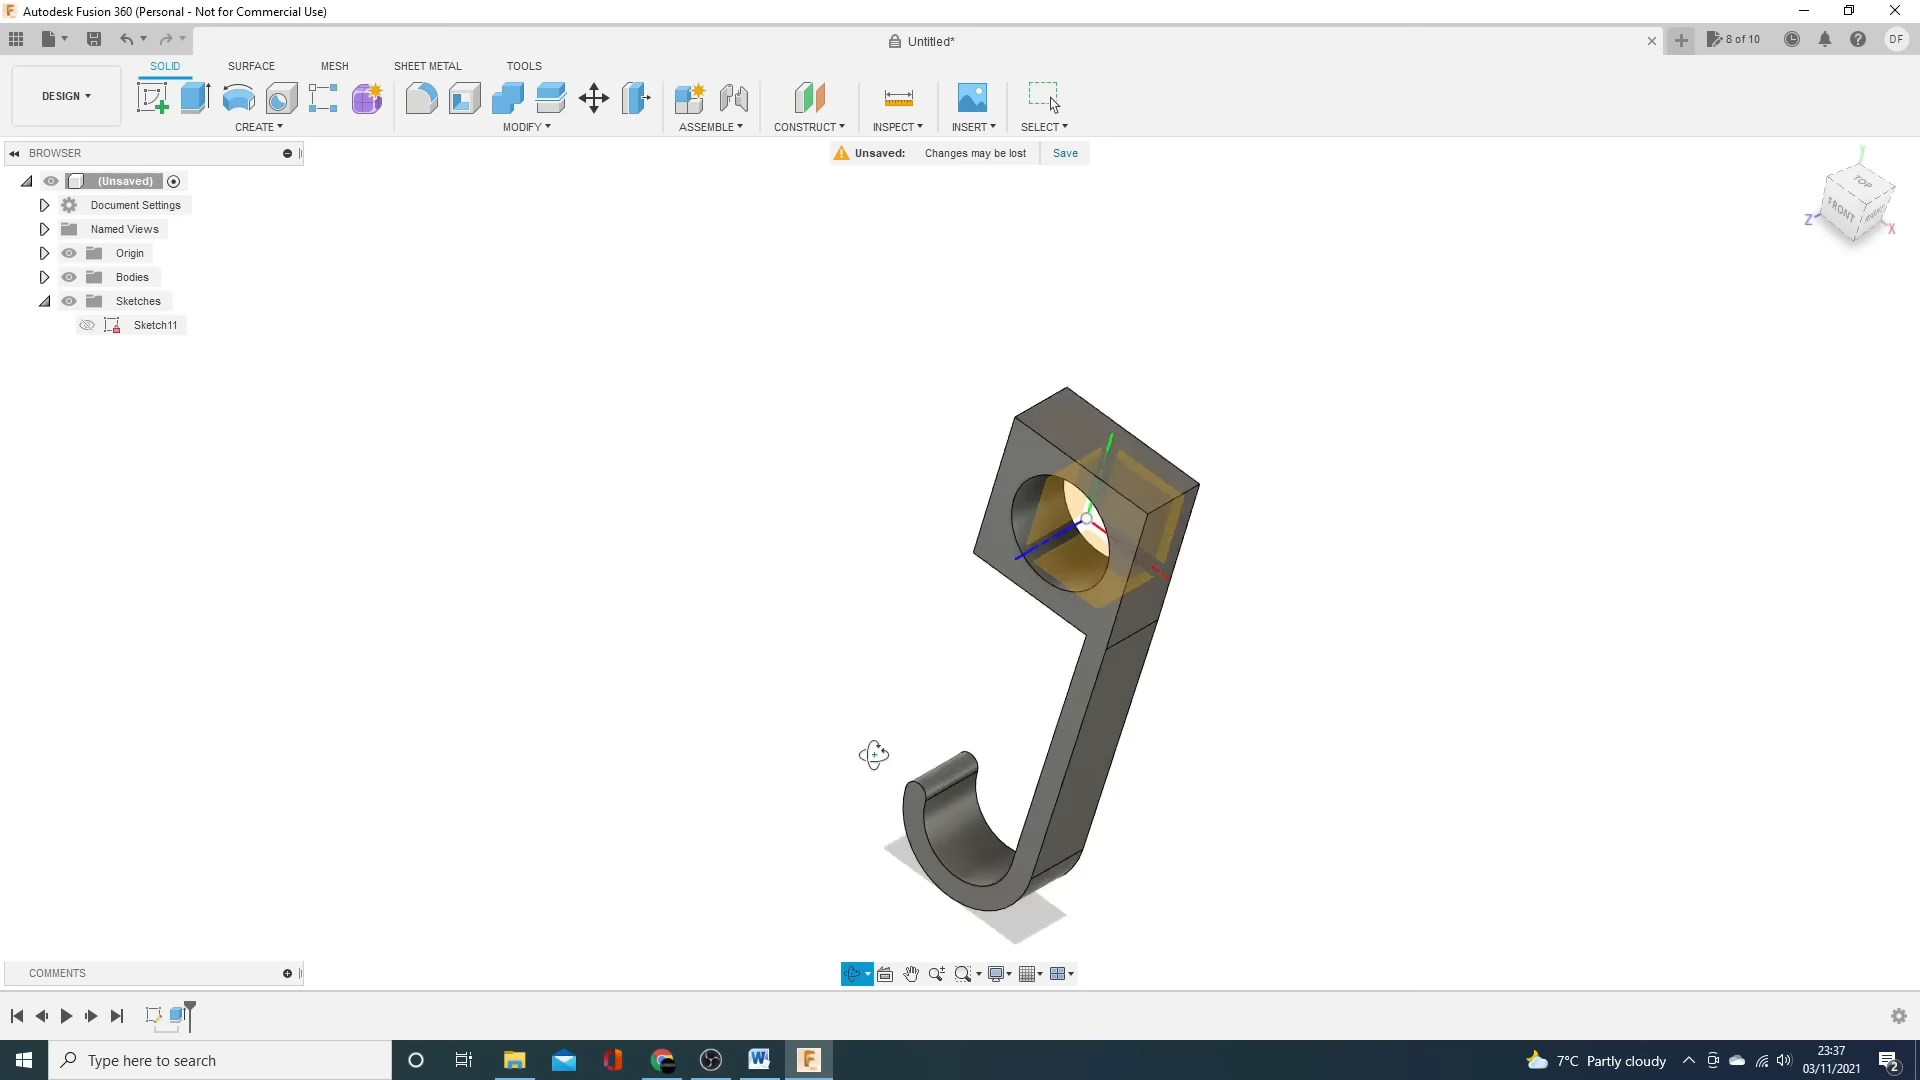 Autodesk Fusion 360 (Personal - Not for Commercial Use)
Untitled*
8 of 10
DF
DESIGN
SOLID SURFACE MESH SHEET METAL TOOLS
CREATE MODIFY ASSEMBLE CONSTRUCT INSPECT INSERT SELECT
BROWSER
Unsaved: Changes may be lost Save
(Unsaved)
Document Settings
Named Views
Origin
Bodies
Sketches
Sketch11
TOP
FRONT
Z
X
COMMENTS
Type here to search
7°C Partly cloudy
23:37
03/11/2021
2